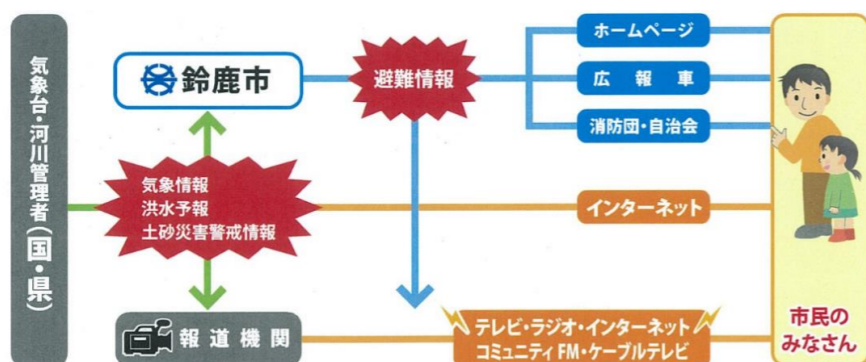 気象台・河川管理者(国・県)
鈴鹿市
避難情報
ホームページ
広報車
消防団・自治会
気象情報
洪水予報
土砂災害警戒情報
インターネット
報道機関
テレビ・ラジオ・インターネット
コミュニティFM・ケーブルテレビ
市民の
みなさん